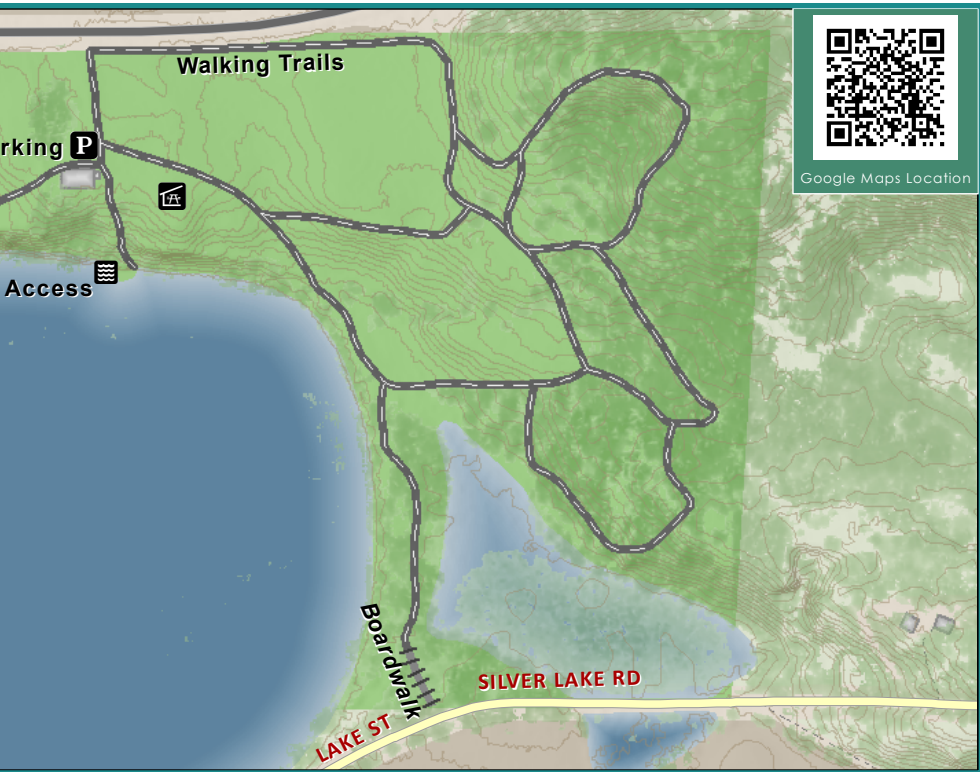 Walking Trails
rking P
Google Maps Location
Access
Boardwalk
SILVER LAKE RD
LAKE ST